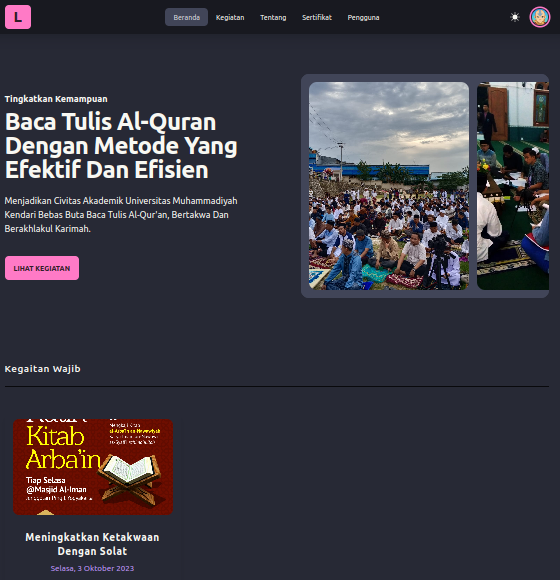 L
Beranda Kegiatan Tentang Sertifikat Pengguna
Tingkatkan Kemampuan
Baca Tulis Al-Quran
Dengan Metode Yang
Efektif Dan Efisien
Menjadikan Civitas Akademik Universitas Muhammadiyah
Kendari Bebas Buta Baca Tulis Al-Qur'an, Bertakwa Dan
Berakhlakul Karimah.
LIHAT KEGIATAN
Kegaitan Wajib
Kitab
Arba'in
Tiap Selasa
@Masjid Al-Iman
Meningkatkan Ketakwaan
Dengan Solat
Selasa, 3 Oktober 2023